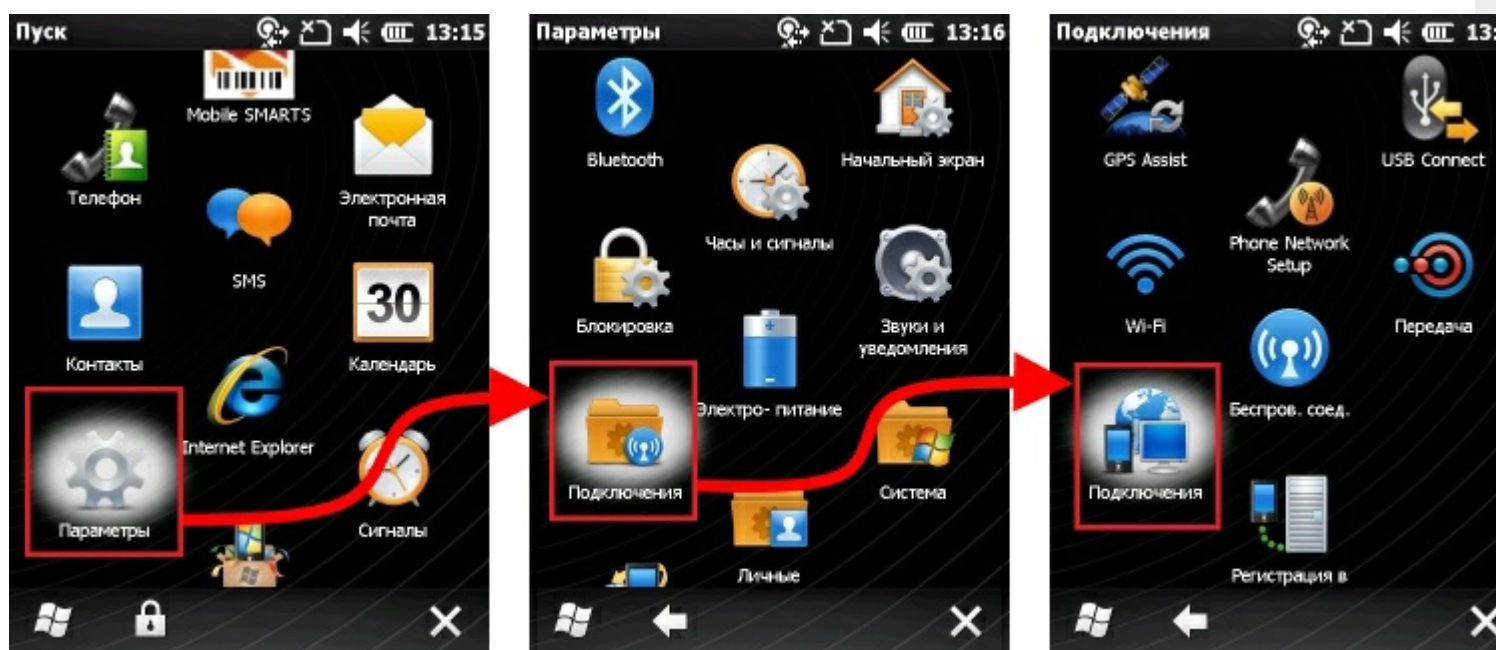 Пуск 13:15
Mobile SMARTS
Телефон
Электронная
почта
SMS
30
Контакты
Календарь
Internet Explorer
Параметры
Сигналы
Параметры 13:16
Bluetooth
Начальный экран
Часы и сигналы
Блокировка
Звуки и
уведомления
Электро- питание
Подключения
Система
Личные
Подключения 13:
GPS Assist
USB Connect
Phone Network
Setup
Wi-Fi
Передача
Беспров. соед.
Подключения
Регистрация в